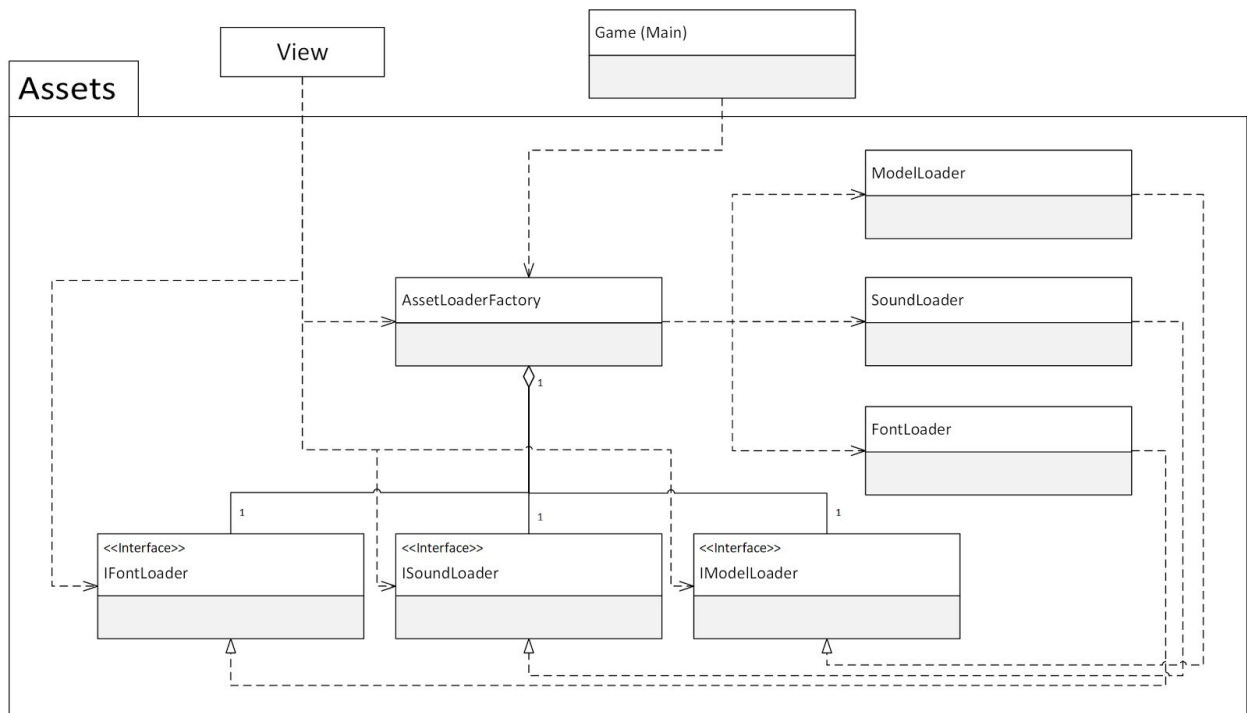 View
Game (Main)
Assets
ModelLoader
AssetLoaderFactory
SoundLoader
1
FontLoader
1
1
1
<<Interface>>
IFontLoader
<<Interface>>
ISoundLoader
<<Interface>>
IModelLoader